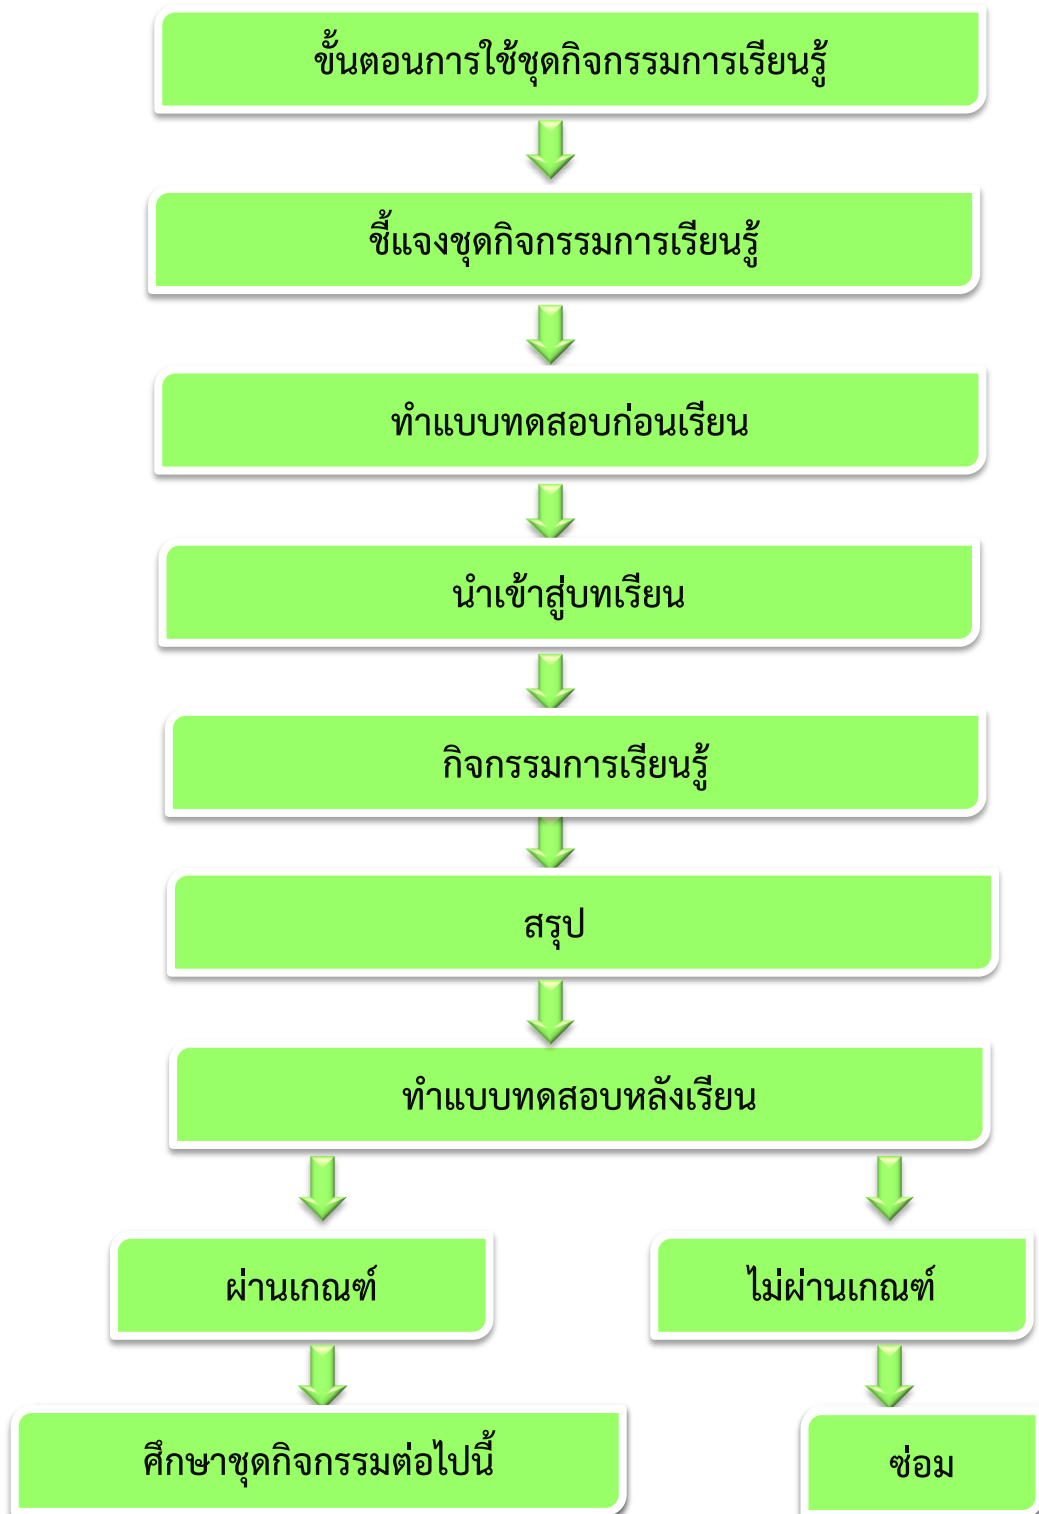 ขั้นตอนการใช้ชุดกิจกรรมการเรียนรู้
ชี้แจงชุดกิจกรรมการเรียนรู้
ทำแบบทดสอบก่อนเรียน
นำเข้าสู่บทเรียน
กิจกรรมการเรียนรู้
สรุป
ทำแบบทดสอบหลังเรียน
ผ่านเกณฑ์
ไม่ผ่านเกณฑ์
ศึกษาชุดกิจกรรมต่อไปนี้
ซ่อม